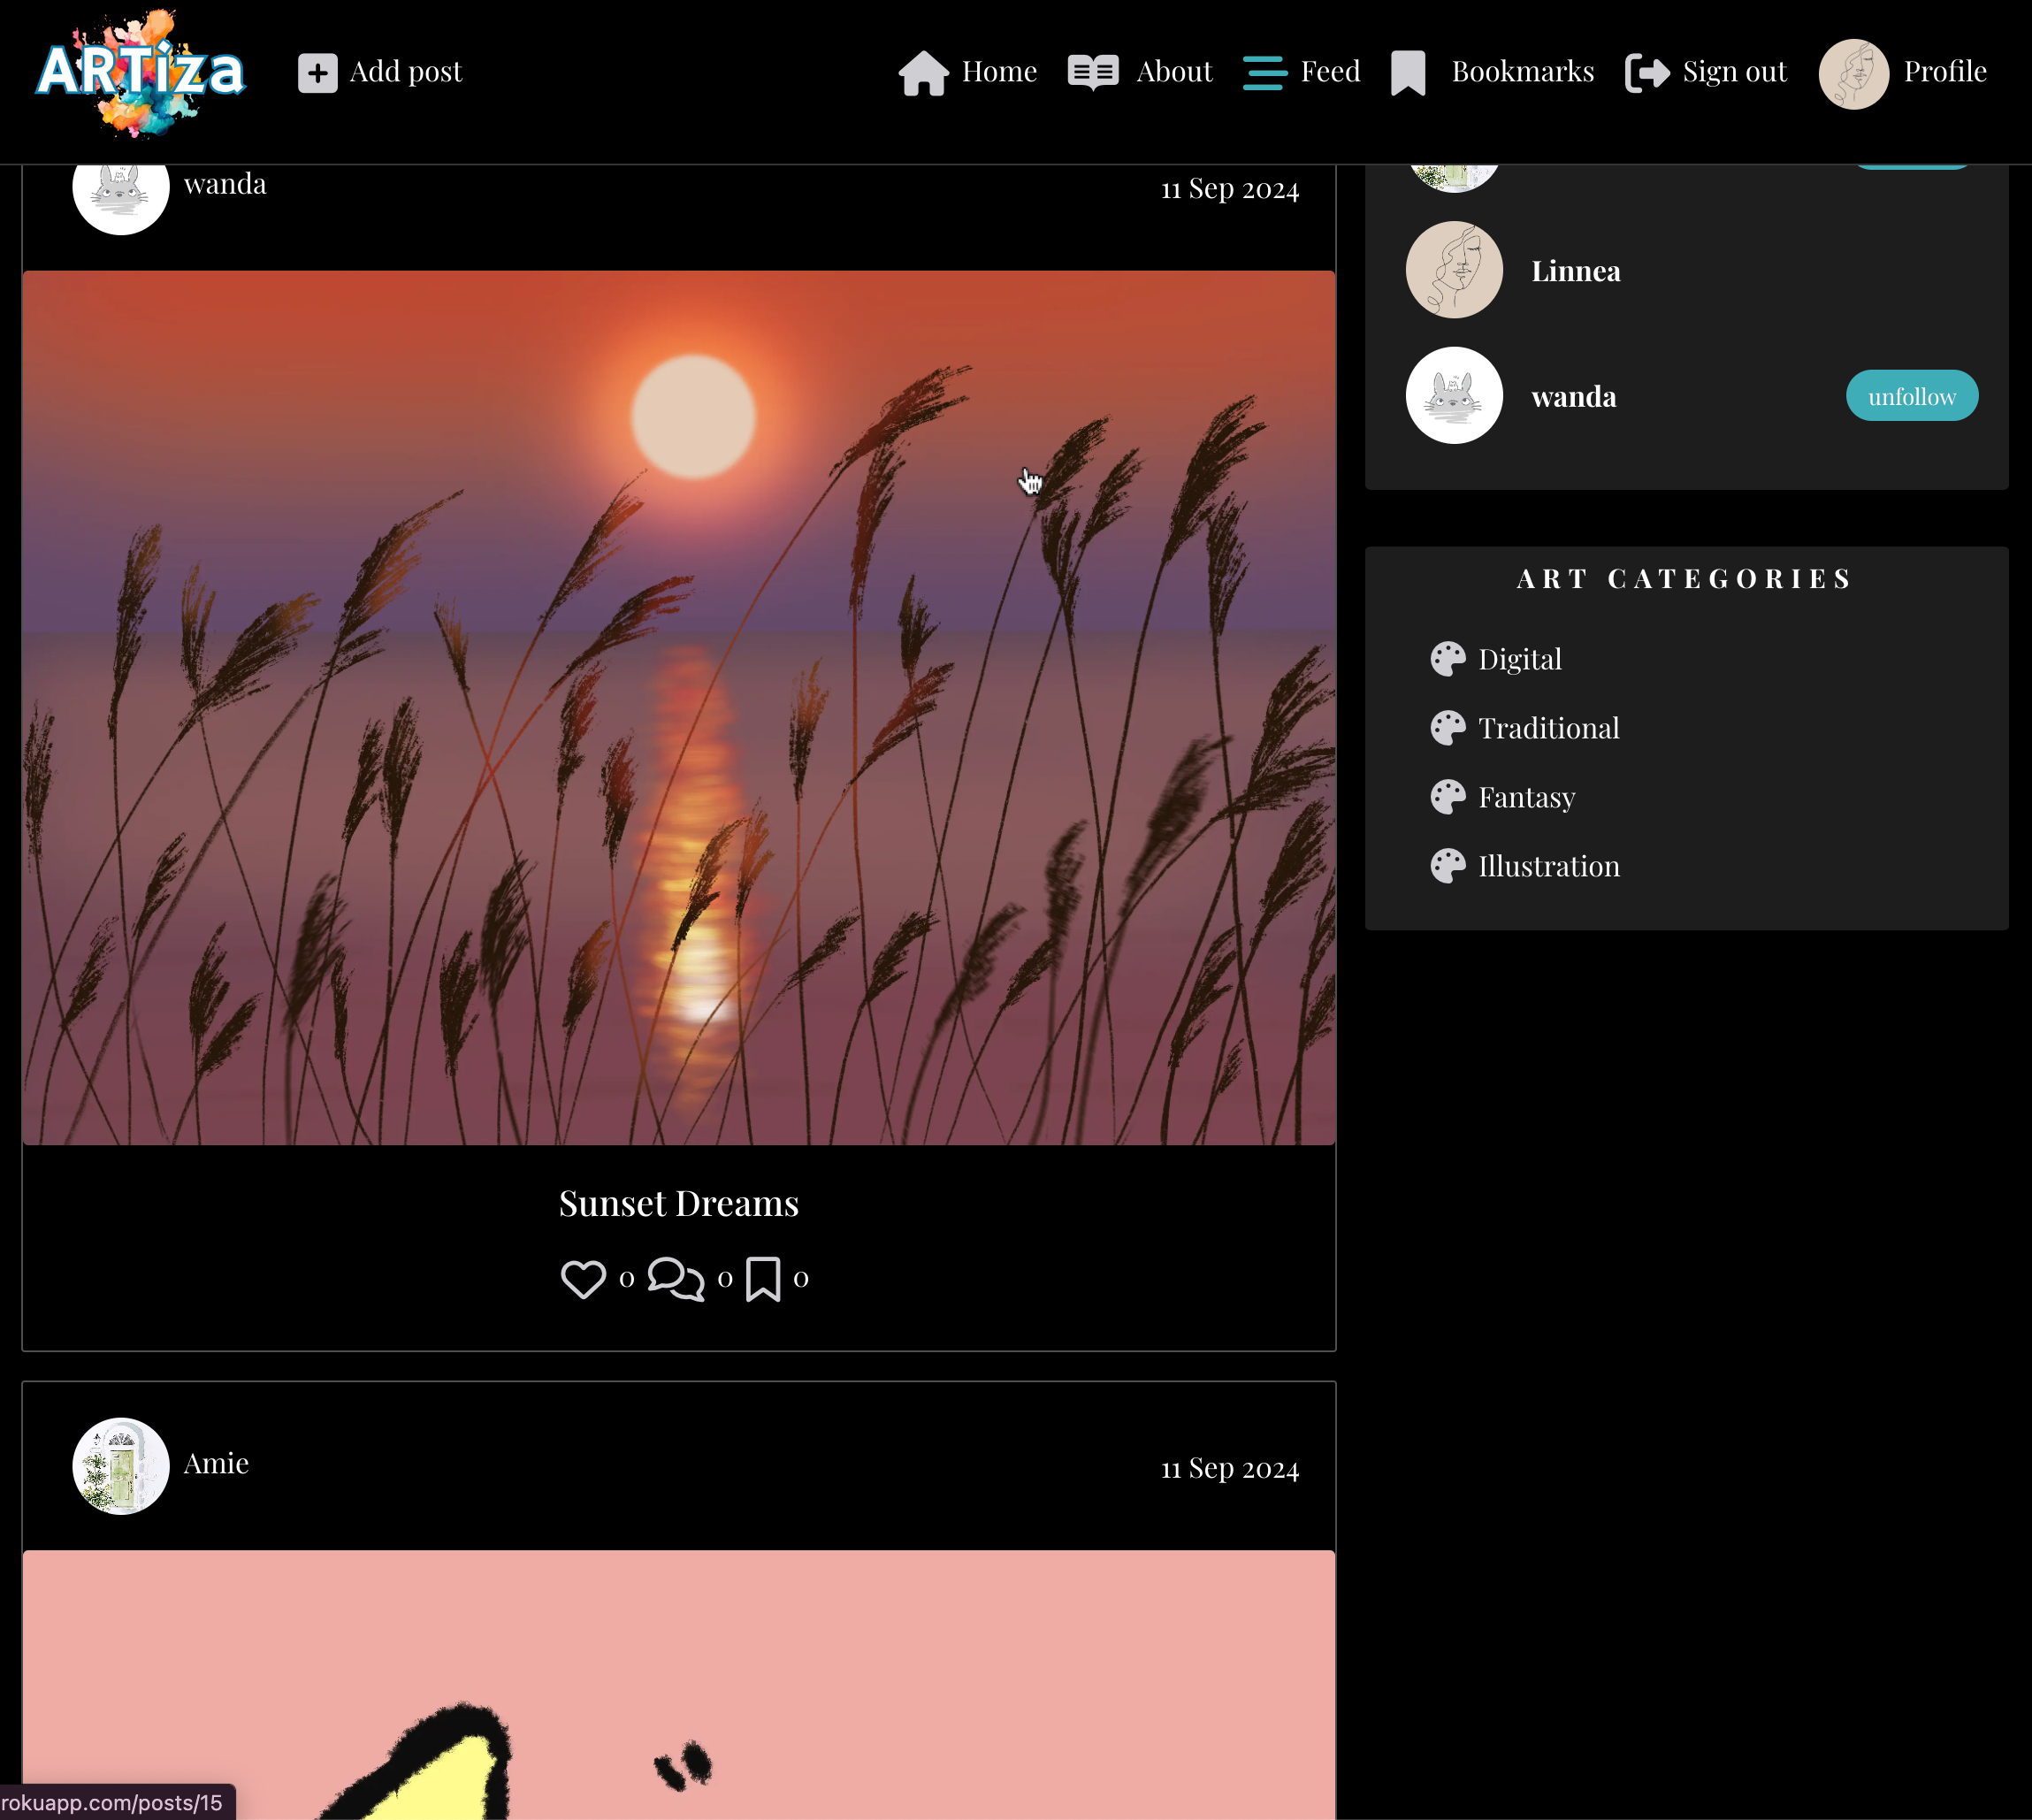 ARTiza
Add post
Home
About
Feed
Bookmarks
Sign out
Profile
wanda
11 Sep 2024
Linnea
wanda
unfollow
ART CATEGORIES
Digital
Traditional
Fantasy
Illustration
Sunset Dreams
0 0 0
Amie
11 Sep 2024
rokuapp.com/posts/15